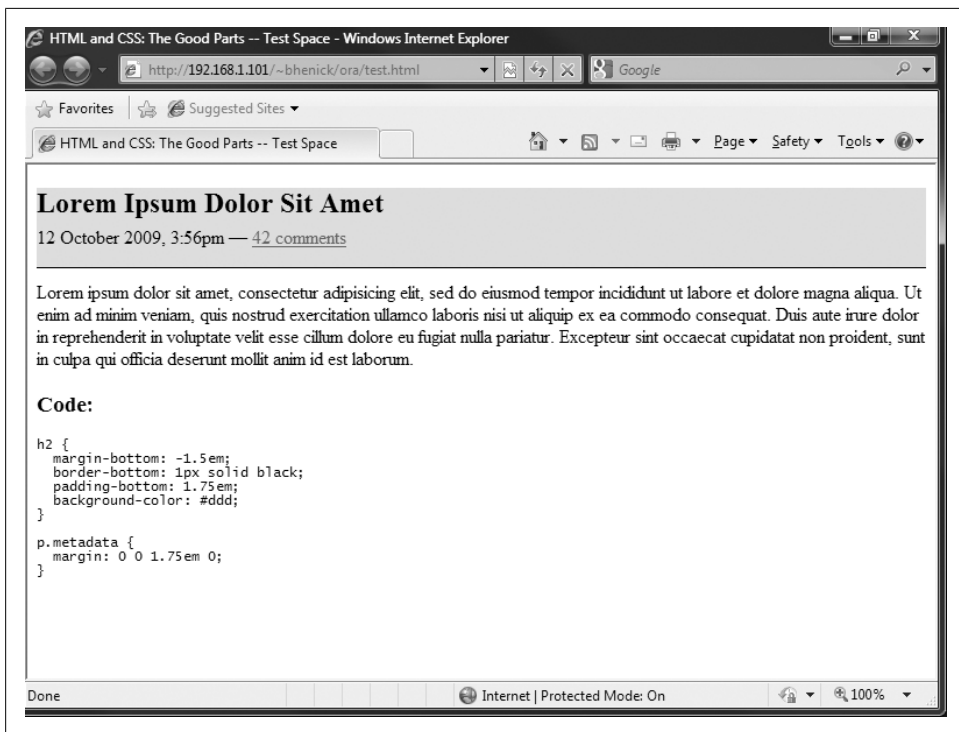 HTML and CSS: The Good Parts -- Test Space - Windows Internet Explorer
http://192.168.1.101/~bhenick/ora/test.html
Google
Favorites
Suggested Sites
HTML and CSS: The Good Parts -- Test Space
Page Safety Tools
Lorem Ipsum Dolor Sit Amet
12 October 2009, 3:56pm — 42 comments
Lorem ipsum dolor sit amet, consectetur adipisicing elit, sed do eiusmod tempor incididunt ut labore et dolore magna aliqua. Ut
enim ad minim veniam, quis nostrud exercitation ullamco laboris nisi ut aliquip ex ea commodo consequat. Duis aute irure dolor
in reprehenderit in voluptate velit esse cillum dolore eu fugiat nulla pariatur. Excepteur sint occaecat cupidatat non proident, sunt
in culpa qui officia deserunt mollit anim id est laborum.
Code:
h2 {
  margin-bottom: -1.5em;
  border-bottom: 1px solid black;
  padding-bottom: 1.75em;
  background-color: #ddd;
}
p.metadata {
  margin: 0 0 1.75em 0;
}
Done
Internet | Protected Mode: On
100%